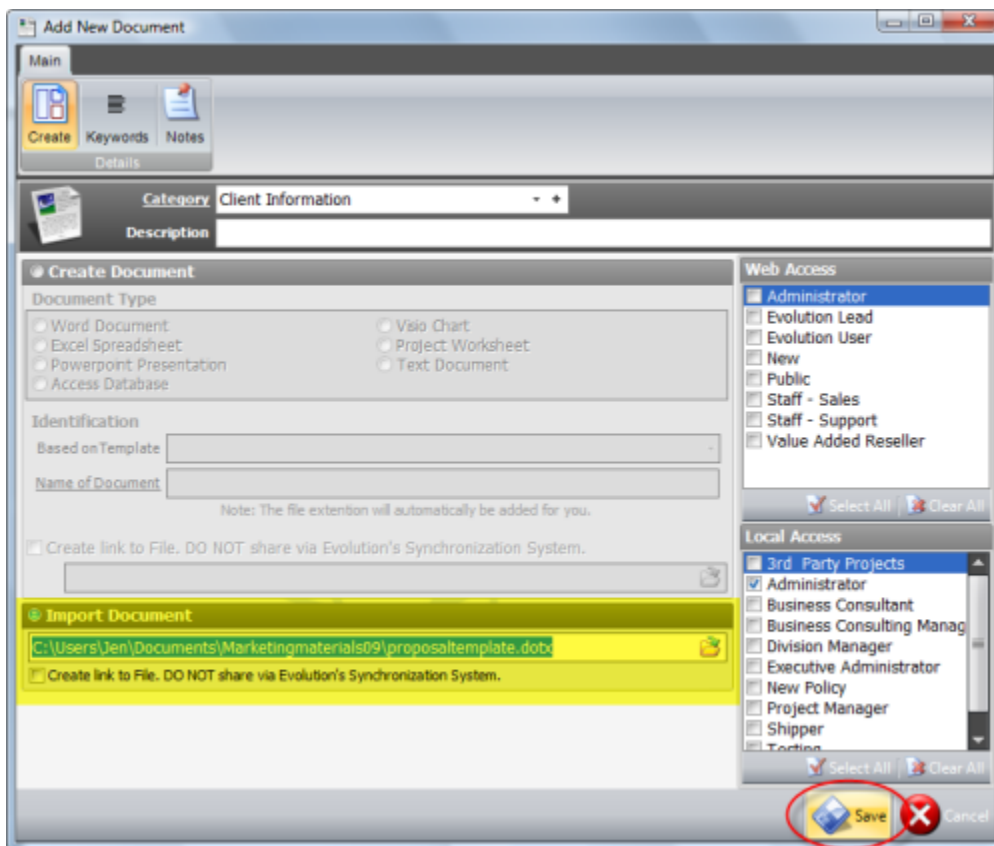 Add New Document
Main
Create
Keywords
Notes
Details
Category
Client Information
Description
Create Document
Document Type
Word Document
Excel Spreadsheet
Powerpoint Presentation
Access Database
Visio Chart
Project Worksheet
Text Document
Identification
Based on Template
Name of Document
Note: The file extention will automatically be added for you.
Create link to File. DO NOT share via Evolution's Synchronization System.
Import Document
C:\Users\Jen\Documents\Marketingmaterials09\proposaltemplate.dotx
Create link to File. DO NOT share via Evolution's Synchronization System.
Web Access
Administrator
Evolution Lead
Evolution User
New
Public
Staff - Sales
Staff - Support
Value Added Reseller
Select All
Clear All
Local Access
3rd Party Projects
Administrator
Business Consultant
Business Consulting Manag
Division Manager
Executive Administrator
New Policy
Project Manager
Shipper
Testing
Select All
Clear All
Save
Cancel